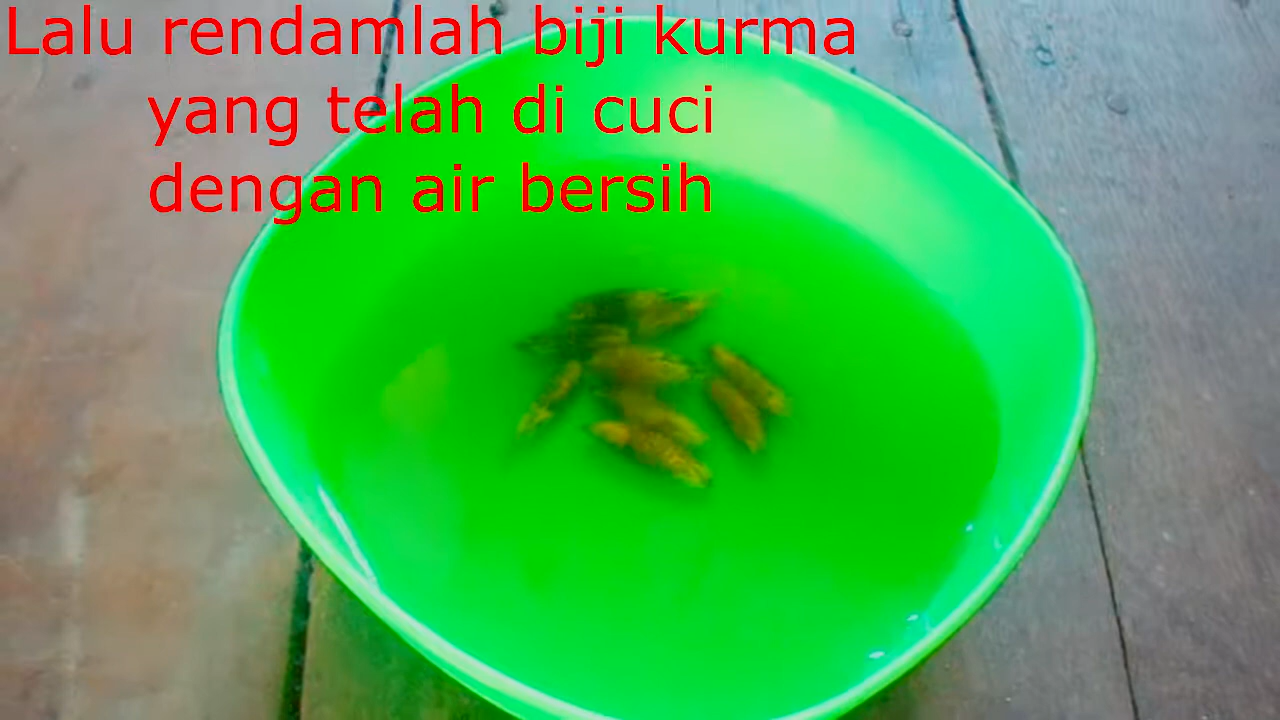 Lalu rendamlah biji kurma
yang telah di cuci
dengan air bersih